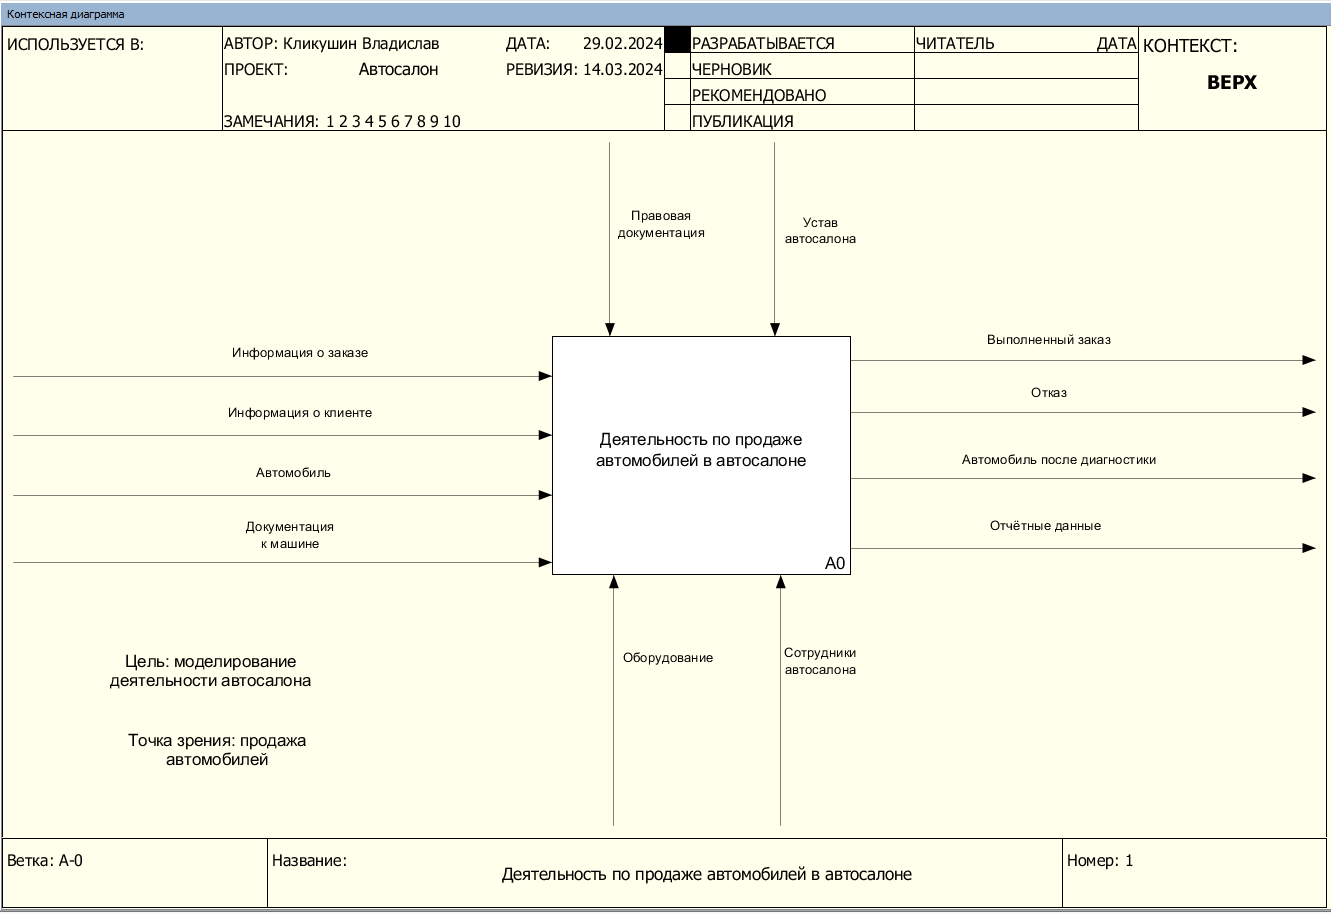 Контексная диаграмма
ИСПОЛЬЗУЕТСЯ В:
АВТОР: Кликушин Владислав
ДАТА: 29.02.2024
ПРОЕКТ: Автосалон
РЕВИЗИЯ: 14.03.2024
ЗАМЕЧАНИЯ: 1 2 3 4 5 6 7 8 9 10
РАЗРАБАТЫВАЕТСЯ
ЧЕРНОВИК
РЕКОМЕНДОВАНО
ПУБЛИКАЦИЯ
ЧИТАТЕЛЬ
ДАТА
КОНТЕКСТ:
ВЕРХ
Правовая
документация
Устав
автосалона
Информация о заказе
Информация о клиенте
Автомобиль
Документация
к машине
Деятельность по продаже
автомобилей в автосалоне
А0
Выполненный заказ
Отказ
Автомобиль после диагностики
Отчётные данные
Оборудование
Сотрудники
автосалона
Цель: моделирование
деятельности автосалона
Точка зрения: продажа
автомобилей
Ветка: А-0
Название:
Деятельность по продаже автомобилей в автосалоне
Номер: 1